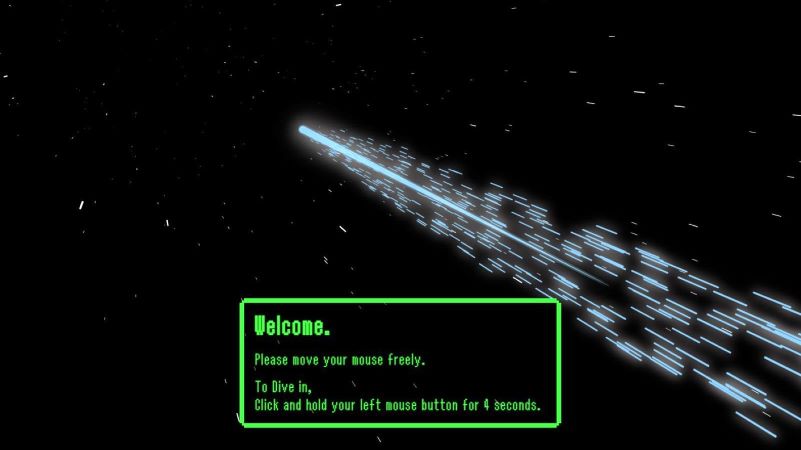 Welcome.
Please move your mouse freely.
To Dive in,
Click and hold your left mouse button for 4 seconds.